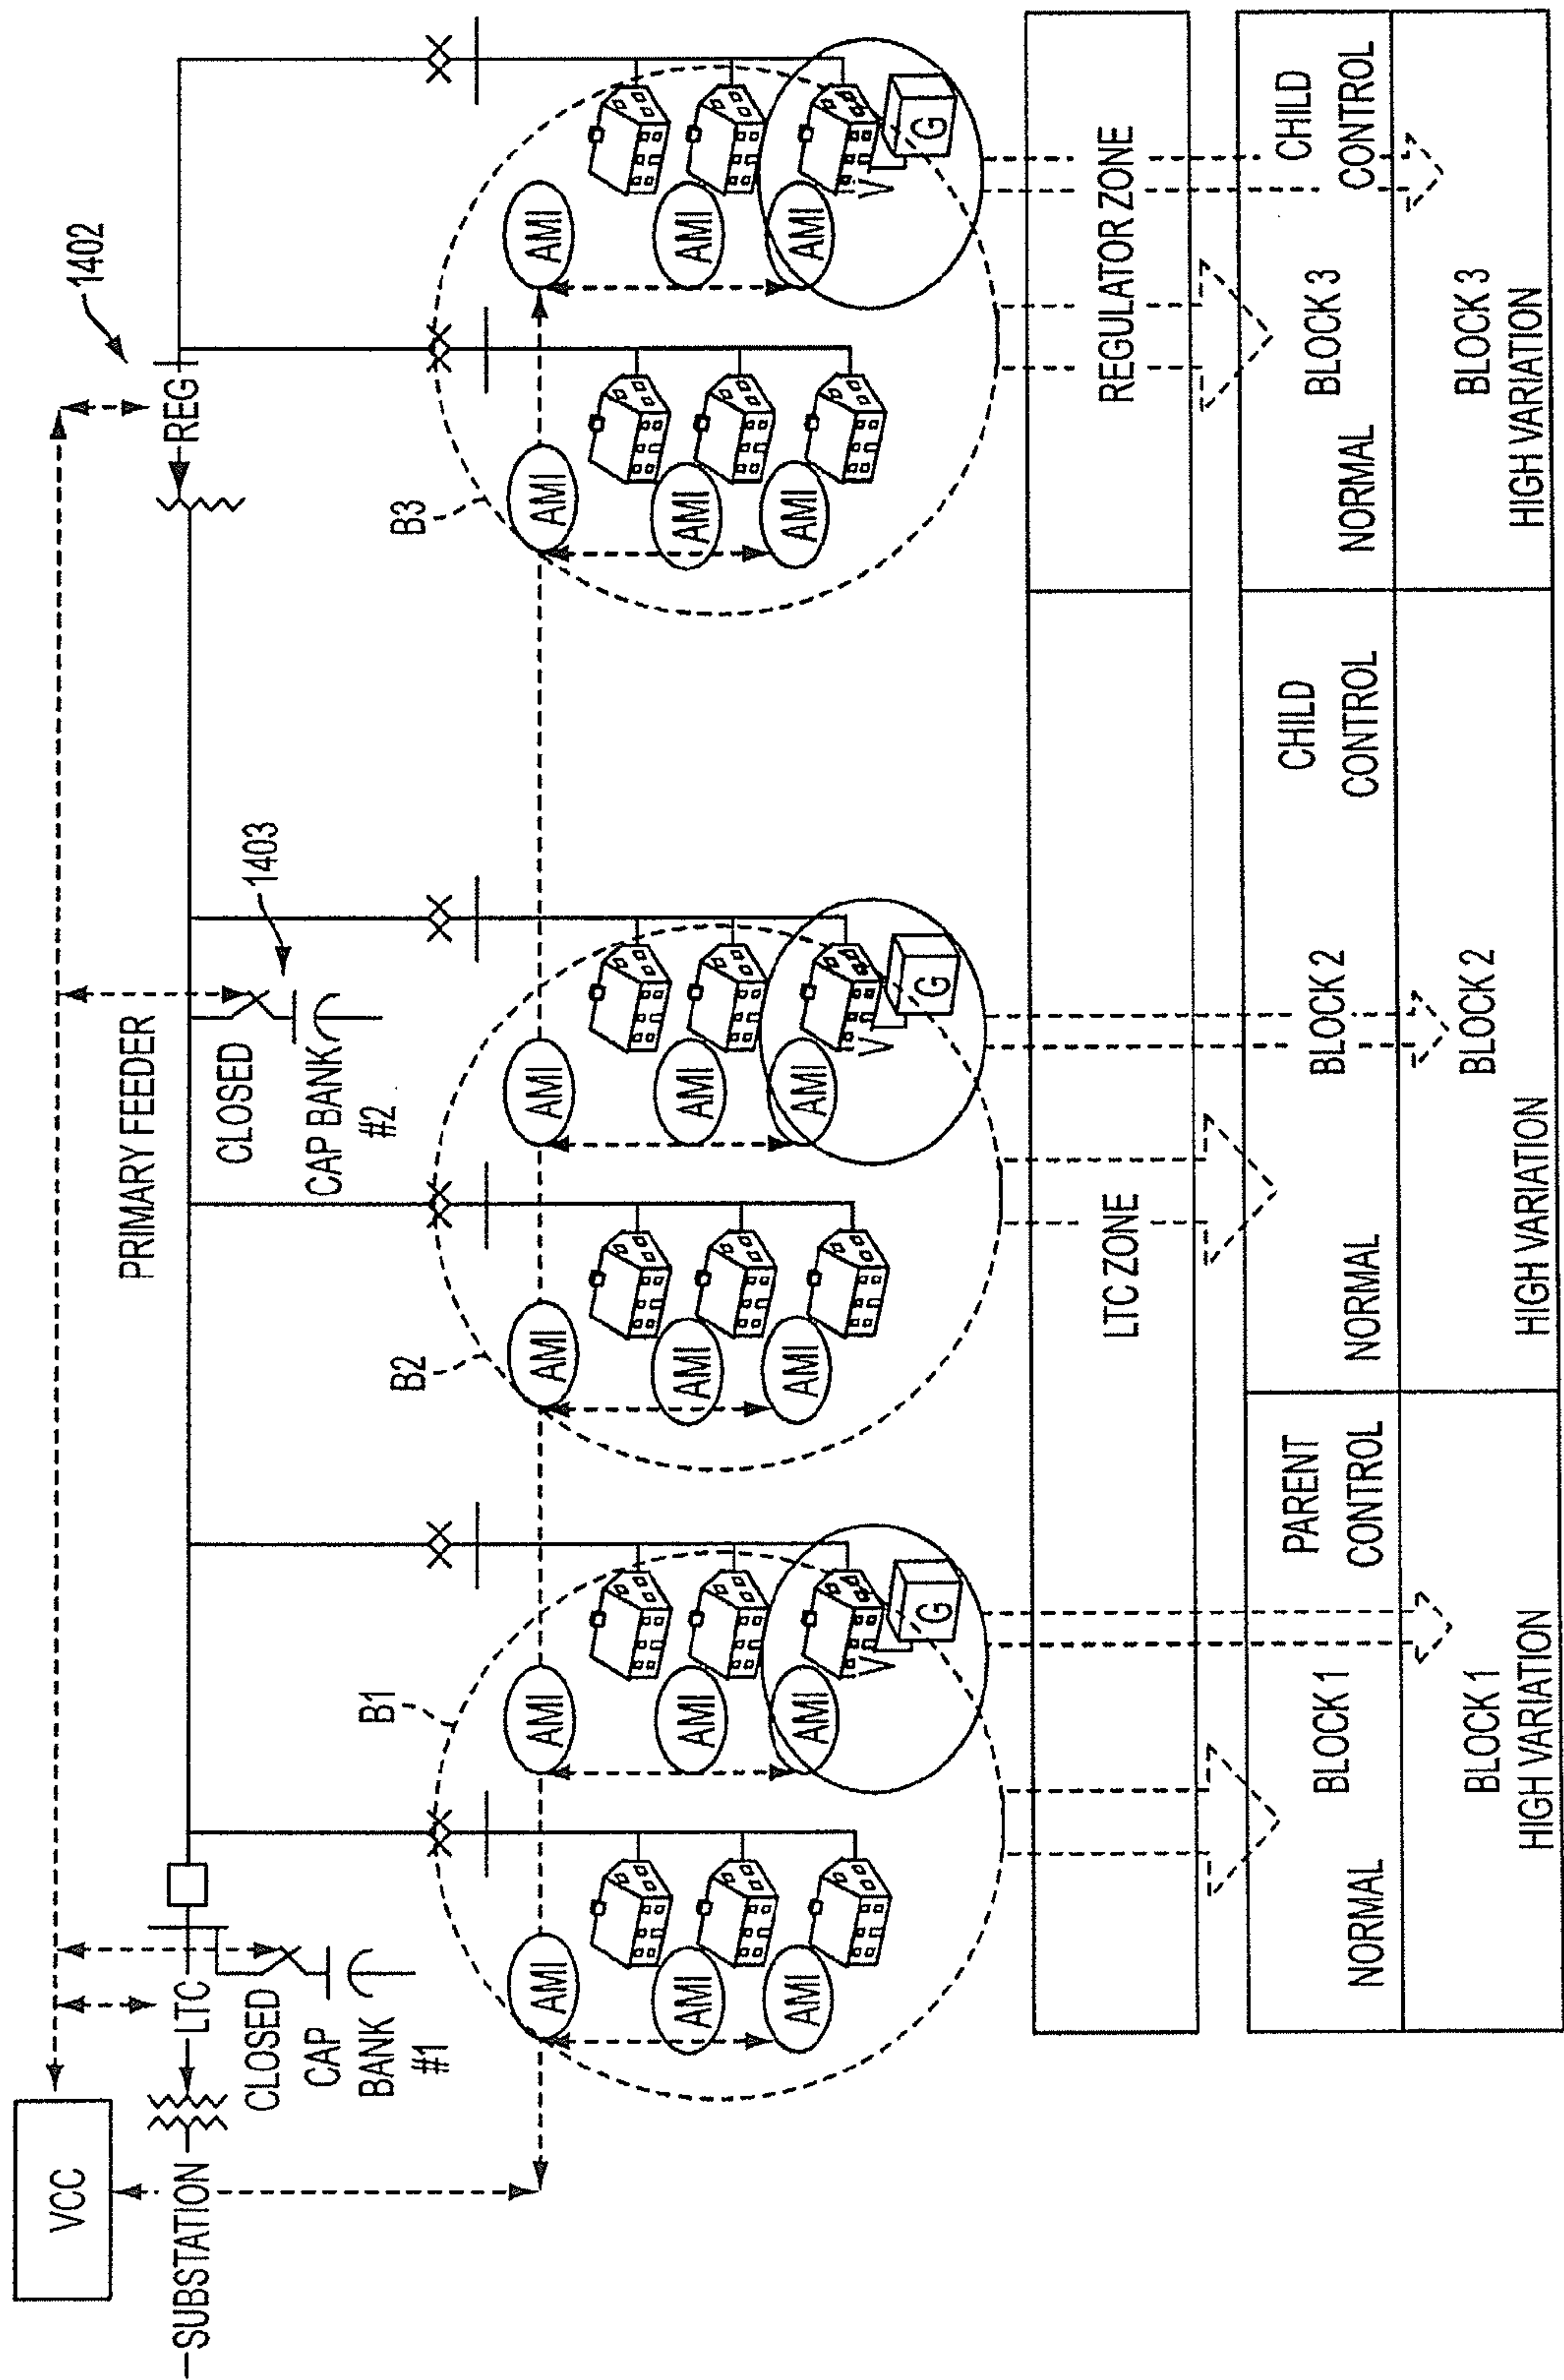 VCC
SUBSTATION
LTC
CLOSED
CAP
BANK
#1
PRIMARY FEEDER
CLOSED
CAP BANK
#2
1403
REG
1402
B1
AMI
AMI
AMI
AMI
AMI
AMI
V
G
B2
AMI
AMI
AMI
AMI
AMI
AMI
V
G
B3
AMI
AMI
AMI
AMI
AMI
AMI
V
G
LTC ZONE
REGULATOR ZONE
NORMAL
BLOCK 1
PARENT
CONTROL
NORMAL
BLOCK 2
CHILD
CONTROL
NORMAL
BLOCK 3
CHILD
CONTROL
BLOCK 1
HIGH VARIATION
BLOCK 2
HIGH VARIATION
BLOCK 3
HIGH VARIATION